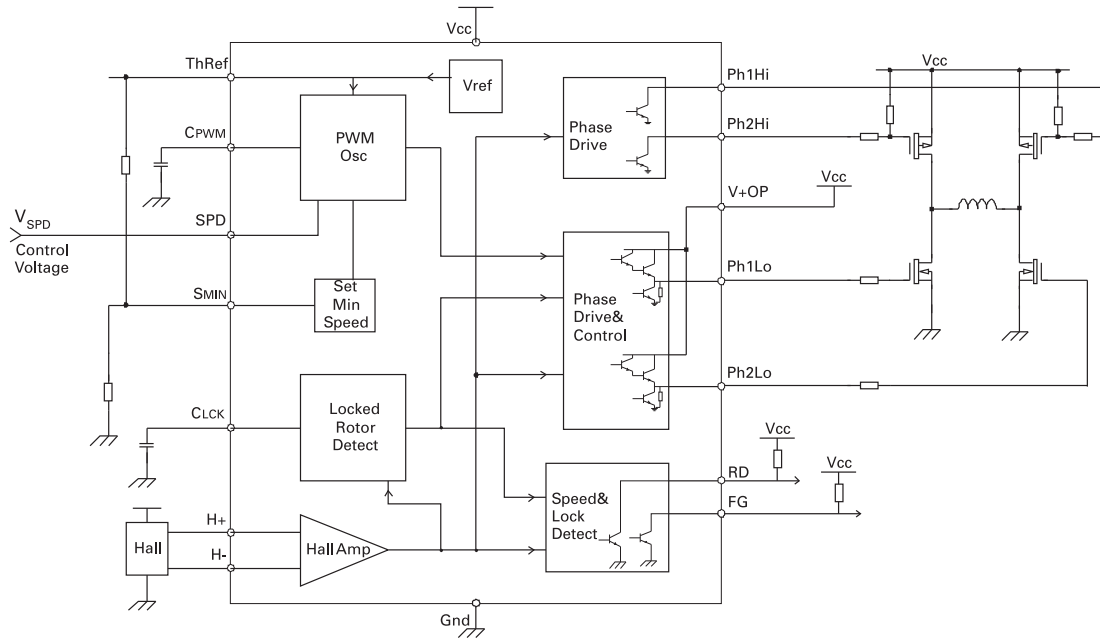 Vcc
ThRef
Vref
Ph1Hi
Vcc
CPWM
PWM
Osc
Phase
Drive
Ph2Hi
V+OP
Vcc
VSPD
Control
Voltage
SPD
SMIN
Set
Min
Speed
Phase
Drive&
Control
Ph1Lo
Ph2Lo
CLCK
Locked
Rotor
Detect
Vcc
RD
Vcc
FG
Speed&
Lock
Detect
Hall
H+
H-
Hall Amp
Gnd